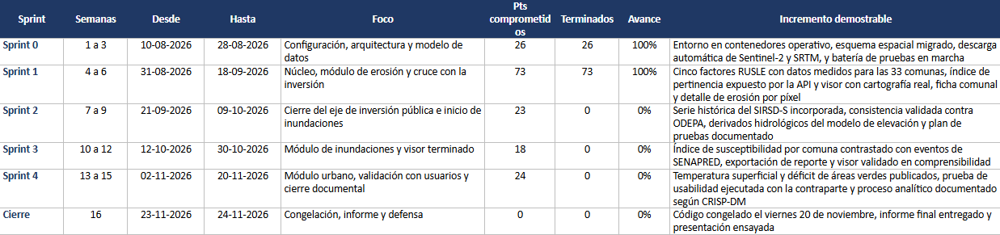 Sprint Semanas Desde Hasta Foco Pts comprometidos Terminados Avance Incremento demostrable
Sprint 0 1 a 3 10-08-2026 28-08-2026 Configuración, arquitectura y modelo de datos 26 26 100% Entorno en contenedores operativo, esquema espacial migrado, descarga
automática de Sentinel-2 y SRTM, y batería de pruebas en marcha
Sprint 1 4 a 6 31-08-2026 18-09-2026 Núcleo, módulo de erosión y cruce con la inversión 73 73 100% Cinco factores RUSLE con datos medidos para las 33 comunas, índice de
pertinencia expuesto por la API y visor con cartografía real, ficha comunal
y detalle de erosión por píxel
Sprint 2 7 a 9 21-09-2026 09-10-2026 Cierre del eje de inversión pública e inicio de inundaciones 23 0 0% Serie histórica del SIRSD-S incorporada, consistencia validada contra
ODEPA, derivados hidrológicos del modelo de elevación y plan de
pruebas documentado
Sprint 3 10 a 12 12-10-2026 30-10-2026 Módulo de inundaciones y visor terminado 18 0 0% Índice de susceptibilidad por comuna contrastado con eventos de
SENAPRED, exportación de reporte y visor validado en comprensibilidad
Sprint 4 13 a 15 02-11-2026 20-11-2026 Módulo urbano, validación con usuarios y cierre documental 24 0 0% Temperatura superficial y déficit de áreas verdes publicados, prueba de
usabilidad ejecutada con la contraparte y proceso analítico documentado
según CRISP-DM
Cierre 16 23-11-2026 24-11-2026 Congelación, informe y defensa 0 0 0% Código congelado el viernes 20 de noviembre, informe final entregado y
presentación ensayada